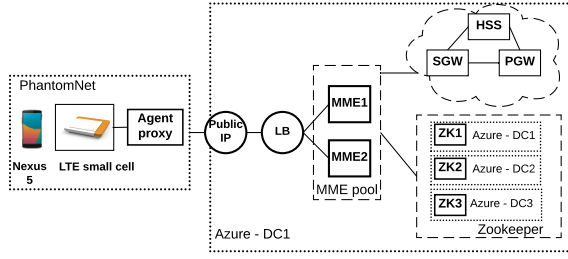 PhantomNet
Nexus
5
LTE small cell
Agent
proxy
Public
IP
LB
MME1
MME2
MME pool
HSS
SGW
PGW
ZK1
Azure - DC1
ZK2
Azure - DC2
ZK3
Azure - DC3
Zookeeper
Azure - DC1